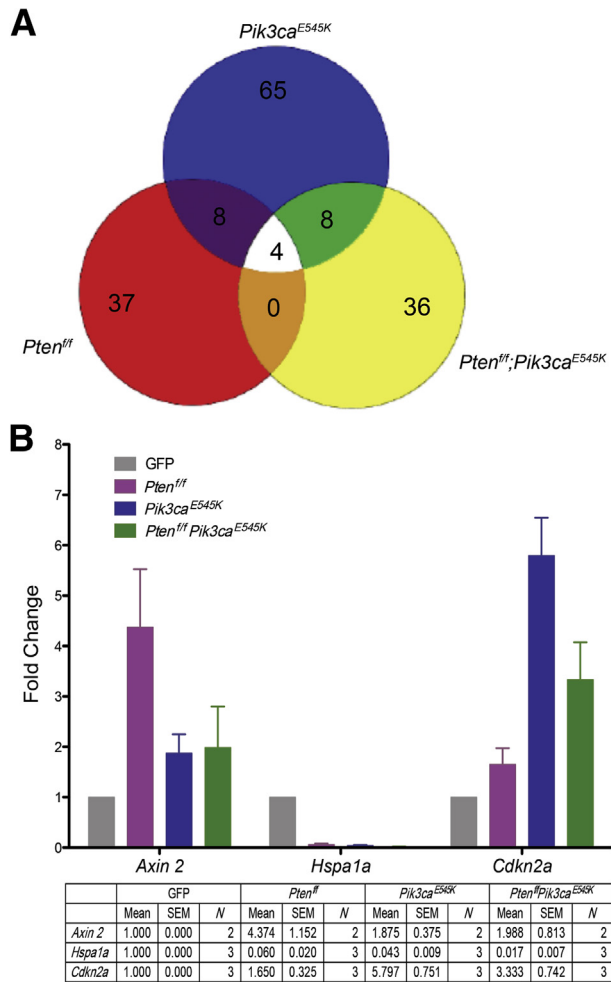 A
Pik3ca^E545K
65
8
8
4
37
0
36
Pten^f/f
Pten^f/f;Pik3ca^E545K
B
8
7
6
5
4
3
2
1
0
Fold Change
GFP
Pten^f/f
Pik3ca^E545K
Pten^f/f Pik3ca^E545K
Axin 2 Hspa1a Cdkn2a
GFP Pten^f/f Pik3ca^E545K Pten^f/f Pik3ca^E545K
Mean SEM N Mean SEM N Mean SEM N Mean SEM N
Axin 2 1.000 0.000 2 4.374 1.152 2 1.875 0.375 2 1.988 0.813 2
Hspa1a 1.000 0.000 3 0.060 0.020 3 0.043 0.009 3 0.017 0.007 3
Cdkn2a 1.000 0.000 3 1.650 0.325 3 5.797 0.751 3 3.333 0.742 3